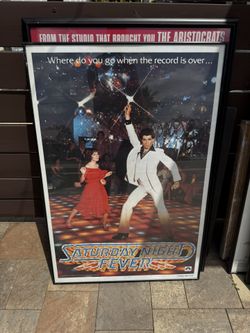 FROM THE STUDIO THAT BROUGHT YOU THE ARISTOCRATS
Where do you go when the record is over...
SATURDAY NIGHT
FEVER